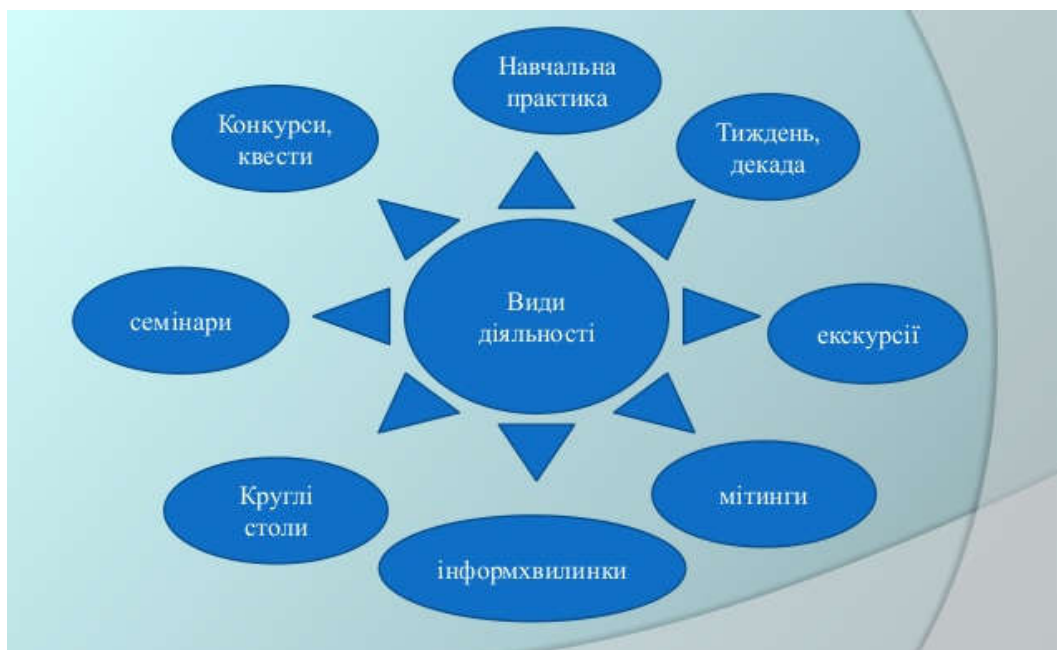 Навчальна
практика
Конкурси,
квести
Тиждень,
декада
семінари
Види
діяльності
екскурсії
Круглі
столи
мітинги
інформхвилинки